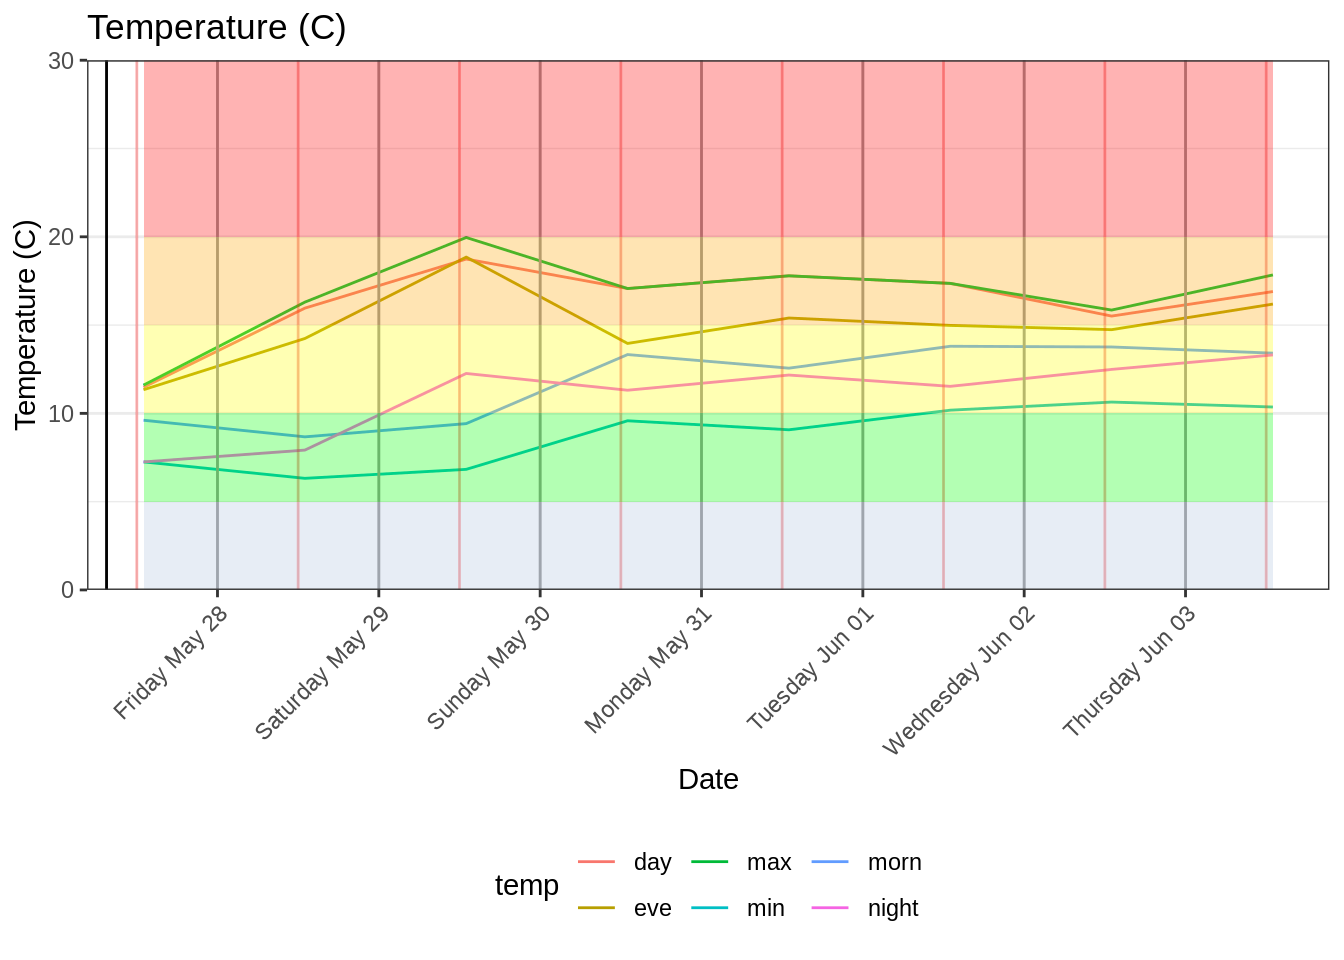 Temperature (C)
Temperature (C)
30
20
10
0
Friday May 28
Saturday May 29
Sunday May 30
Monday May 31
Tuesday Jun 01
Wednesday Jun 02
Thursday Jun 03
Date
temp
day
max
morn
eve
min
night